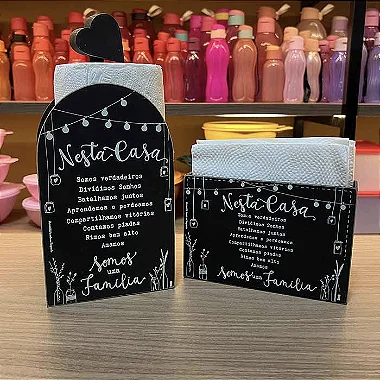 Nesta Casa
Somos verdadeiros
Dividimos Sonhos
Batalhamos juntos
Aprendemos e perdoamos
Compartilhamos vitórias
Contamos piadas
Rimos bem alto
Amamos
Somos
uma
Família
Nesta Casa
Somos verdadeiros
Dividimos Sonhos
Batalhamos juntos
Aprendemos e perdoamos
Compartilhamos vitórias
Contamos piadas
Rimos bem alto
Amamos
Somos uma Família